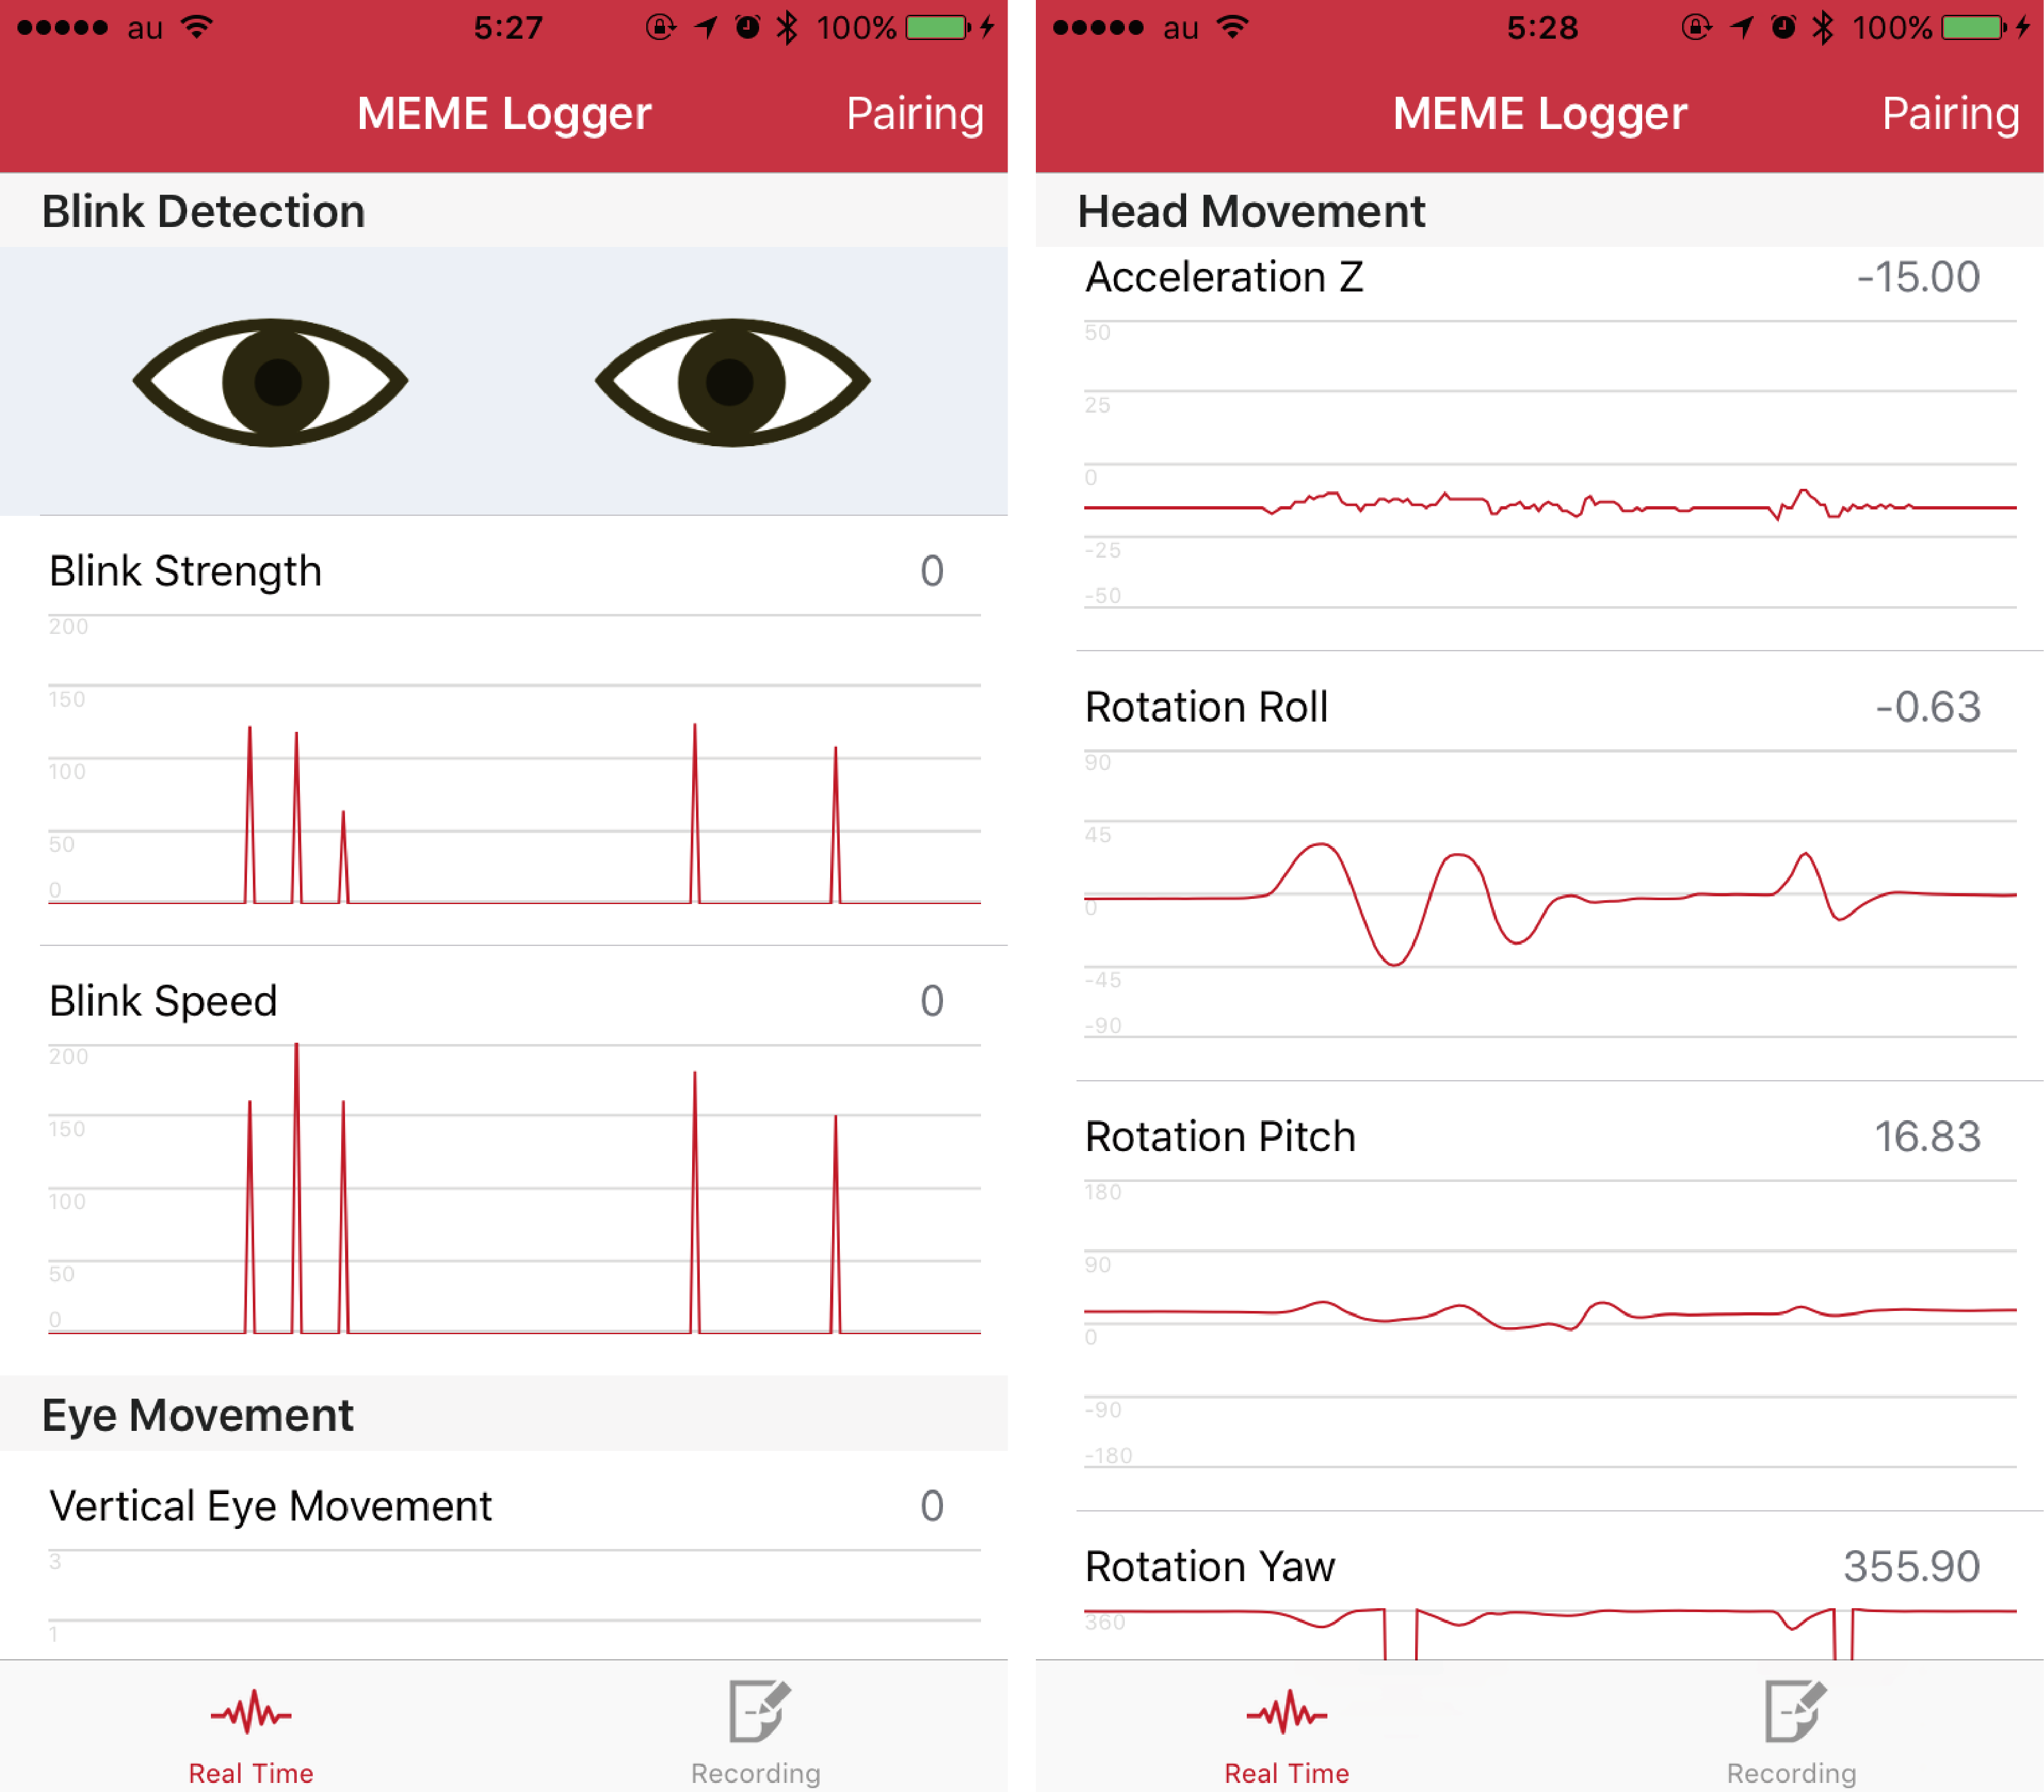 au 5:27 100%
MEME Logger Pairing
Blink Detection
Blink Strength 0
200
150
100
50
0
Blink Speed 0
200
150
100
50
0
Eye Movement
Vertical Eye Movement 0
3
1
Real Time Recording
au 5:28 100%
MEME Logger Pairing
Head Movement
Acceleration Z -15.00
50
25
0
-25
-50
Rotation Roll -0.63
90
45
0
-45
-90
Rotation Pitch 16.83
180
90
0
-90
-180
Rotation Yaw 355.90
360
Real Time Recording